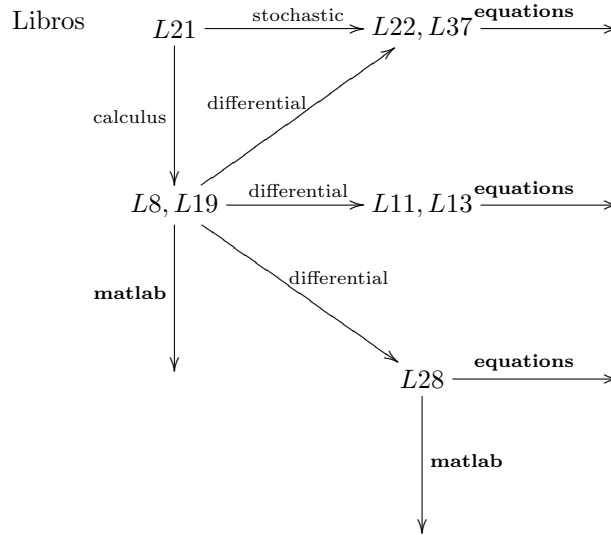 Libros
L21 stochastic L22, L37 equations
calculus differential
L8, L19 differential L11, L13 equations
matlab differential
L28 equations
matlab